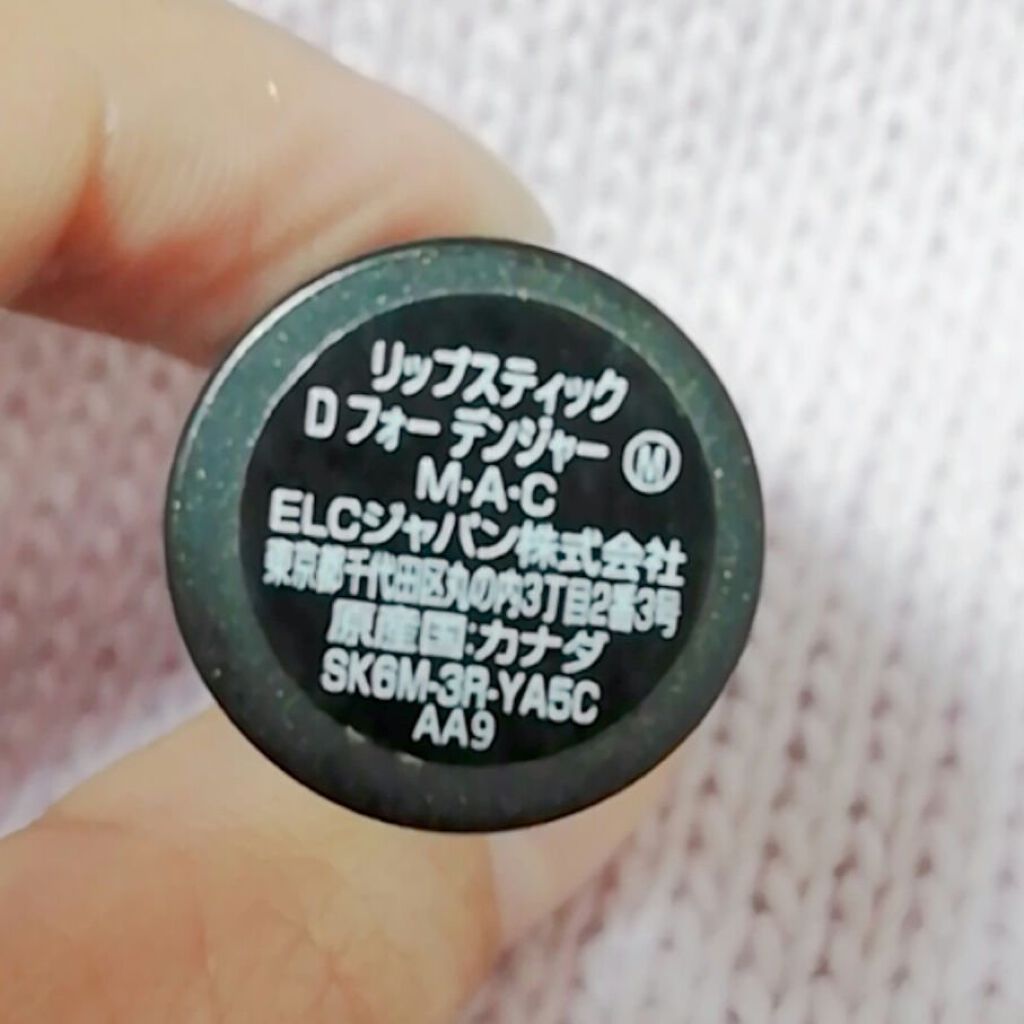 リップスティック
D フォー デンジャー Ⓜ
M・A・C
ELCジャパン株式会社
東京都千代田区丸の内3丁目2番3号
原産国:カナダ
SK6M-3R-YA5C
AA9